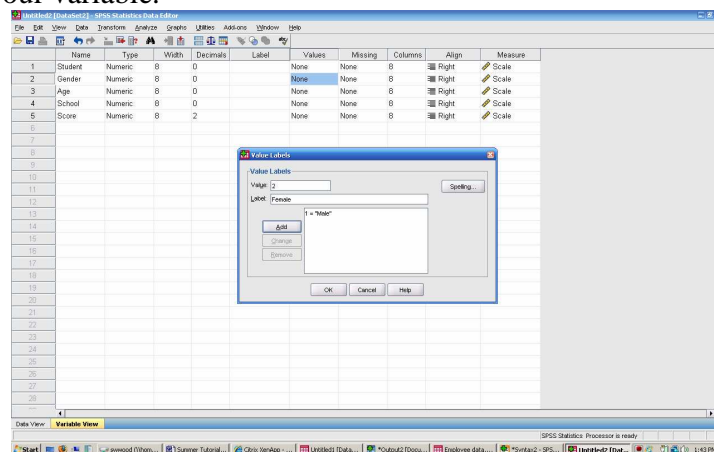 our variable.
Untitled2 [DataSet2] - SPSS Statistics Data Editor
File Edit View Data Transform Analyze Graphs Utilities Add-ons Window Help
Name Type Width Decimals Label Values Missing Columns Align Measure
1 Student Numeric 8 0 None None 8 Right Scale
2 Gender Numeric 8 0 None None 8 Right Scale
3 Age Numeric 8 0 None None 8 Right Scale
4 School Numeric 8 0 None None 8 Right Scale
5 Score Numeric 8 2 None None 8 Right Scale
6
7
8
9
10
11
12
13
14
15
16
17
18
19
20
21
22
23
24
25
26
27
28
Value Labels
Value Labels
Value: 2
Spelling...
Label: Female
1 = "Male"
Add
Change
Remove
OK Cancel Help
Data View Variable View
SPSS Statistics Processor is ready
Start Summer Tutorial... Citrix XenApp - ... Untitled1 [Data... *Output2 [Docu... Employee data... *Syntax2 - SPS... Untitled2 [Dat... 1:43 PM